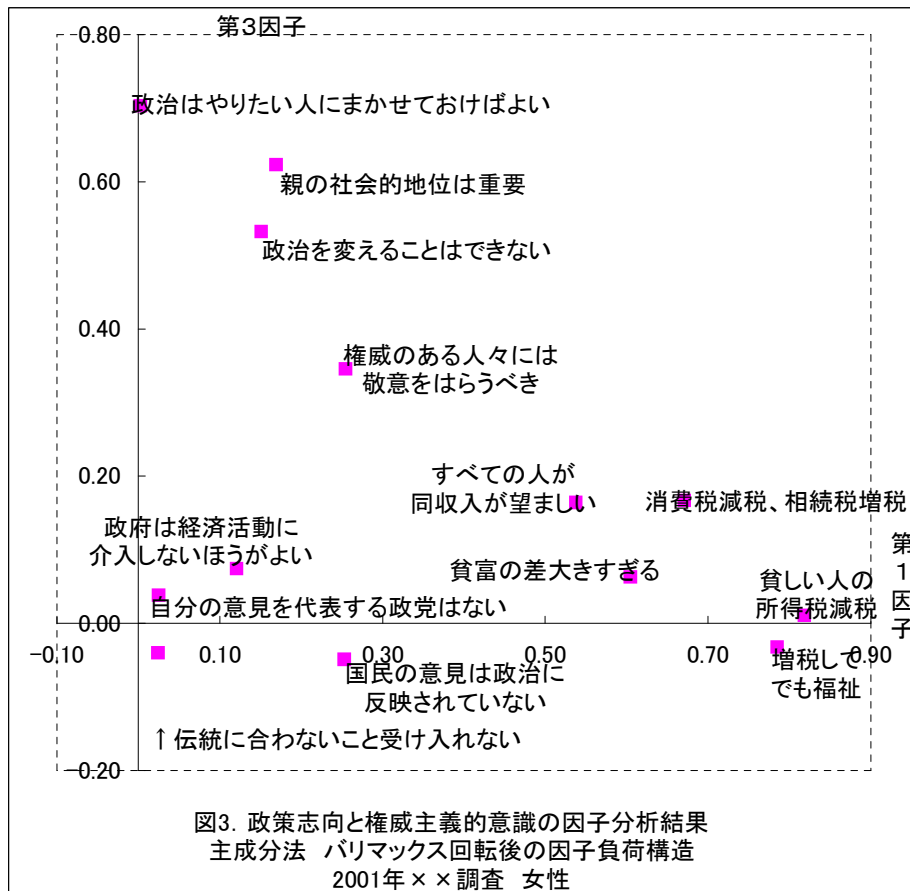 第3因子
0.80
政治はやりたい人にまかせておけばよい
0.60
親の社会的地位は重要
政治を変えることはできない
0.40
権威のある人々には
敬意をはらうべき
0.20
すべての人が
同収入が望ましい
消費税減税、相続税増税
政府は経済活動に
介入しないほうがよい
貧富の差大きすぎる
第1因子
貧しい人の
所得税減税
自分の意見を代表する政党はない
0.00
-0.10 0.10 0.30 0.50 0.70 0.90
国民の意見は政治に
反映されていない
増税してで
でも福祉
↑伝統に合わないこと受け入れない
-0.20
図3. 政策志向と権威主義的意識の因子分析結果
主成分法 バリマックス回転後の因子負荷構造
2001年××調査 女性